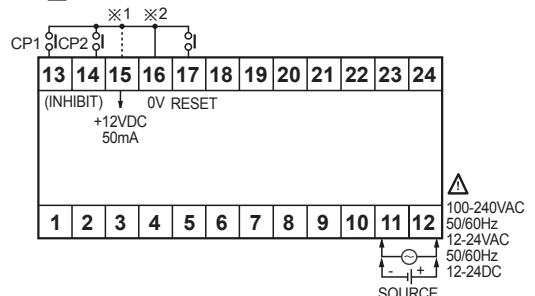 ※1 ※2
CP1 CP2
13 14 15 16 17 18 19 20 21 22 23 24
(INHIBIT) 0V RESET
+12VDC
50mA
1 2 3 4 5 6 7 8 9 10 11 12
100-240VAC
50/60Hz
12-24VAC
50/60Hz
12-24DC
- +
SOURCE